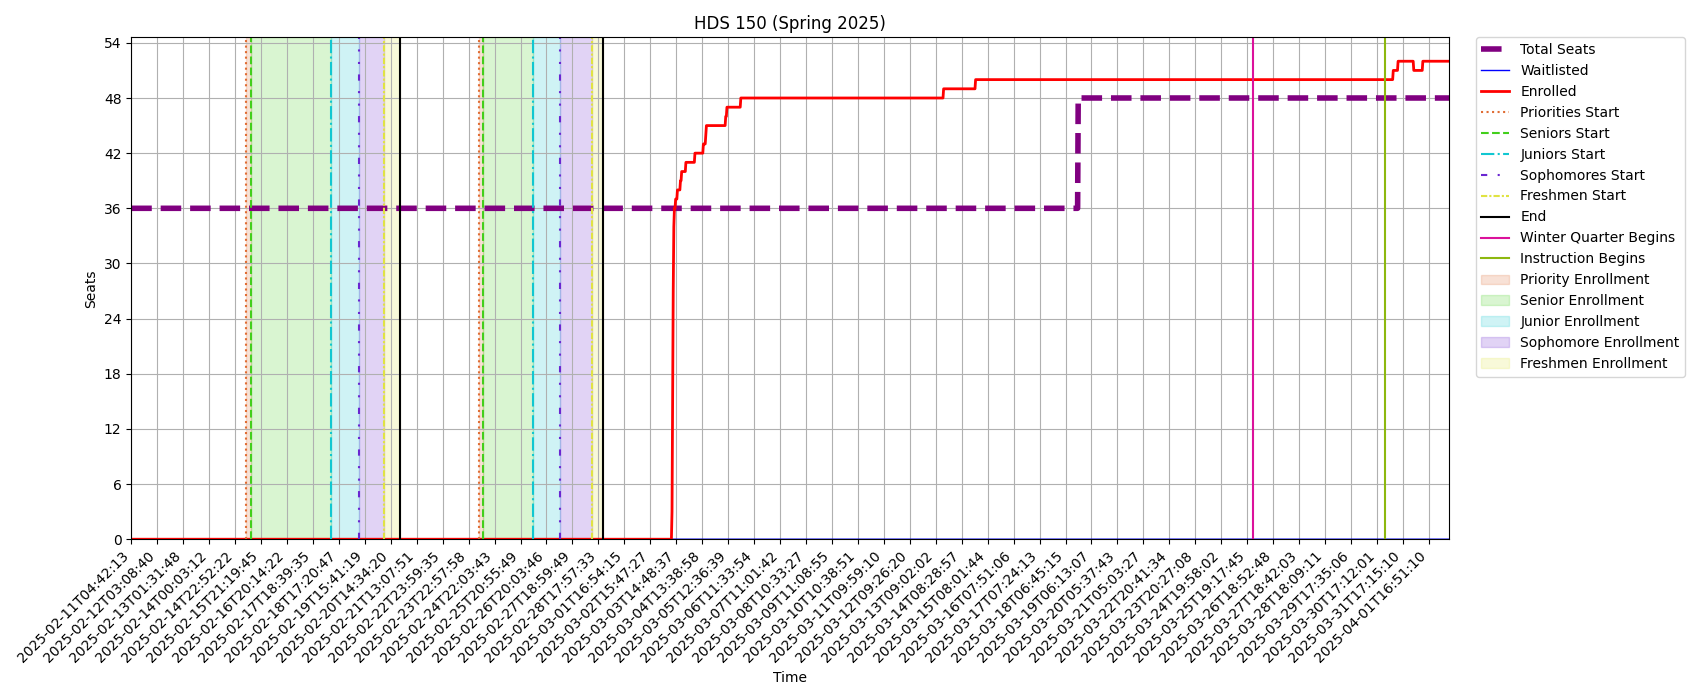 HDS 150 (Spring 2025)
54
48
42
36
30
24
18
12
6
0
Seats
2025-02-11T04:42:13
2025-02-12T03:08:40
2025-02-13T01:31:48
2025-02-14T00:03:12
2025-02-14T22:52:22
2025-02-15T21:19:45
2025-02-16T20:14:22
2025-02-17T18:39:35
2025-02-18T17:20:47
2025-02-19T15:41:19
2025-02-20T14:34:20
2025-02-21T13:07:51
2025-02-22T23:59:35
2025-02-23T22:57:58
2025-02-24T22:03:43
2025-02-25T20:55:49
2025-02-26T20:03:46
2025-02-27T18:59:49
2025-02-28T17:57:33
2025-03-01T16:54:15
2025-03-02T15:47:27
2025-03-03T14:48:37
2025-03-04T13:38:58
2025-03-05T12:36:39
2025-03-06T11:33:54
2025-03-07T11:01:42
2025-03-08T10:33:27
2025-03-09T11:08:55
2025-03-10T10:38:51
2025-03-11T09:59:10
2025-03-12T09:26:20
2025-03-13T09:02:02
2025-03-14T08:28:57
2025-03-15T08:01:44
2025-03-16T07:51:06
2025-03-17T07:24:13
2025-03-18T06:45:15
2025-03-19T06:13:07
2025-03-20T05:37:43
2025-03-21T05:03:27
2025-03-22T20:41:34
2025-03-23T20:27:08
2025-03-24T19:58:02
2025-03-25T19:17:45
2025-03-26T18:52:48
2025-03-27T18:42:03
2025-03-28T18:09:11
2025-03-29T17:35:06
2025-03-30T17:12:01
2025-03-31T17:15:10
2025-04-01T16:51:10
Time
Total Seats
Waitlisted
Enrolled
Priorities Start
Seniors Start
Juniors Start
Sophomores Start
Freshmen Start
End
Winter Quarter Begins
Instruction Begins
Priority Enrollment
Senior Enrollment
Junior Enrollment
Sophomore Enrollment
Freshmen Enrollment